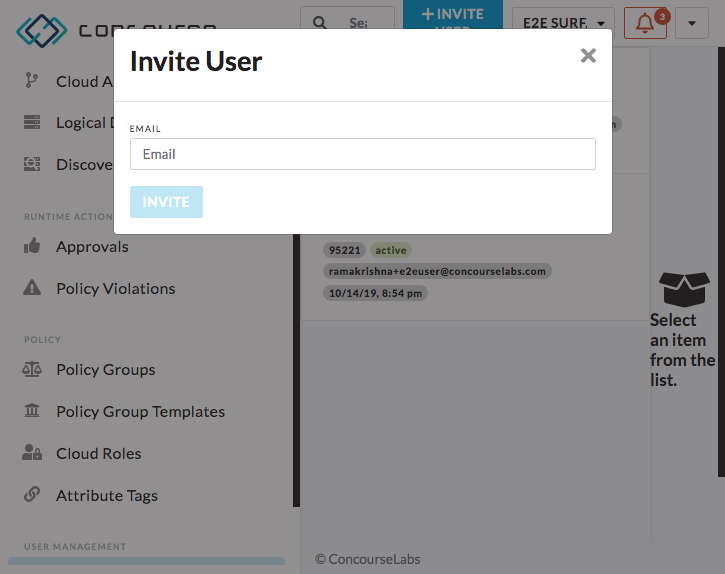 Sea
+ INVITE
E2E SURF
3
Invite User
EMAIL
Email
INVITE
Cloud A
Logical D
Discove
RUNTIME ACTION
Approvals
Policy Violations
POLICY
Policy Groups
Policy Group Templates
Cloud Roles
Attribute Tags
USER MANAGEMENT
95221 active
ramakrishna+e2euser@concourselabs.com
10/14/19, 8:54 pm
Select
an item
from the
list.
© ConcourseLabs